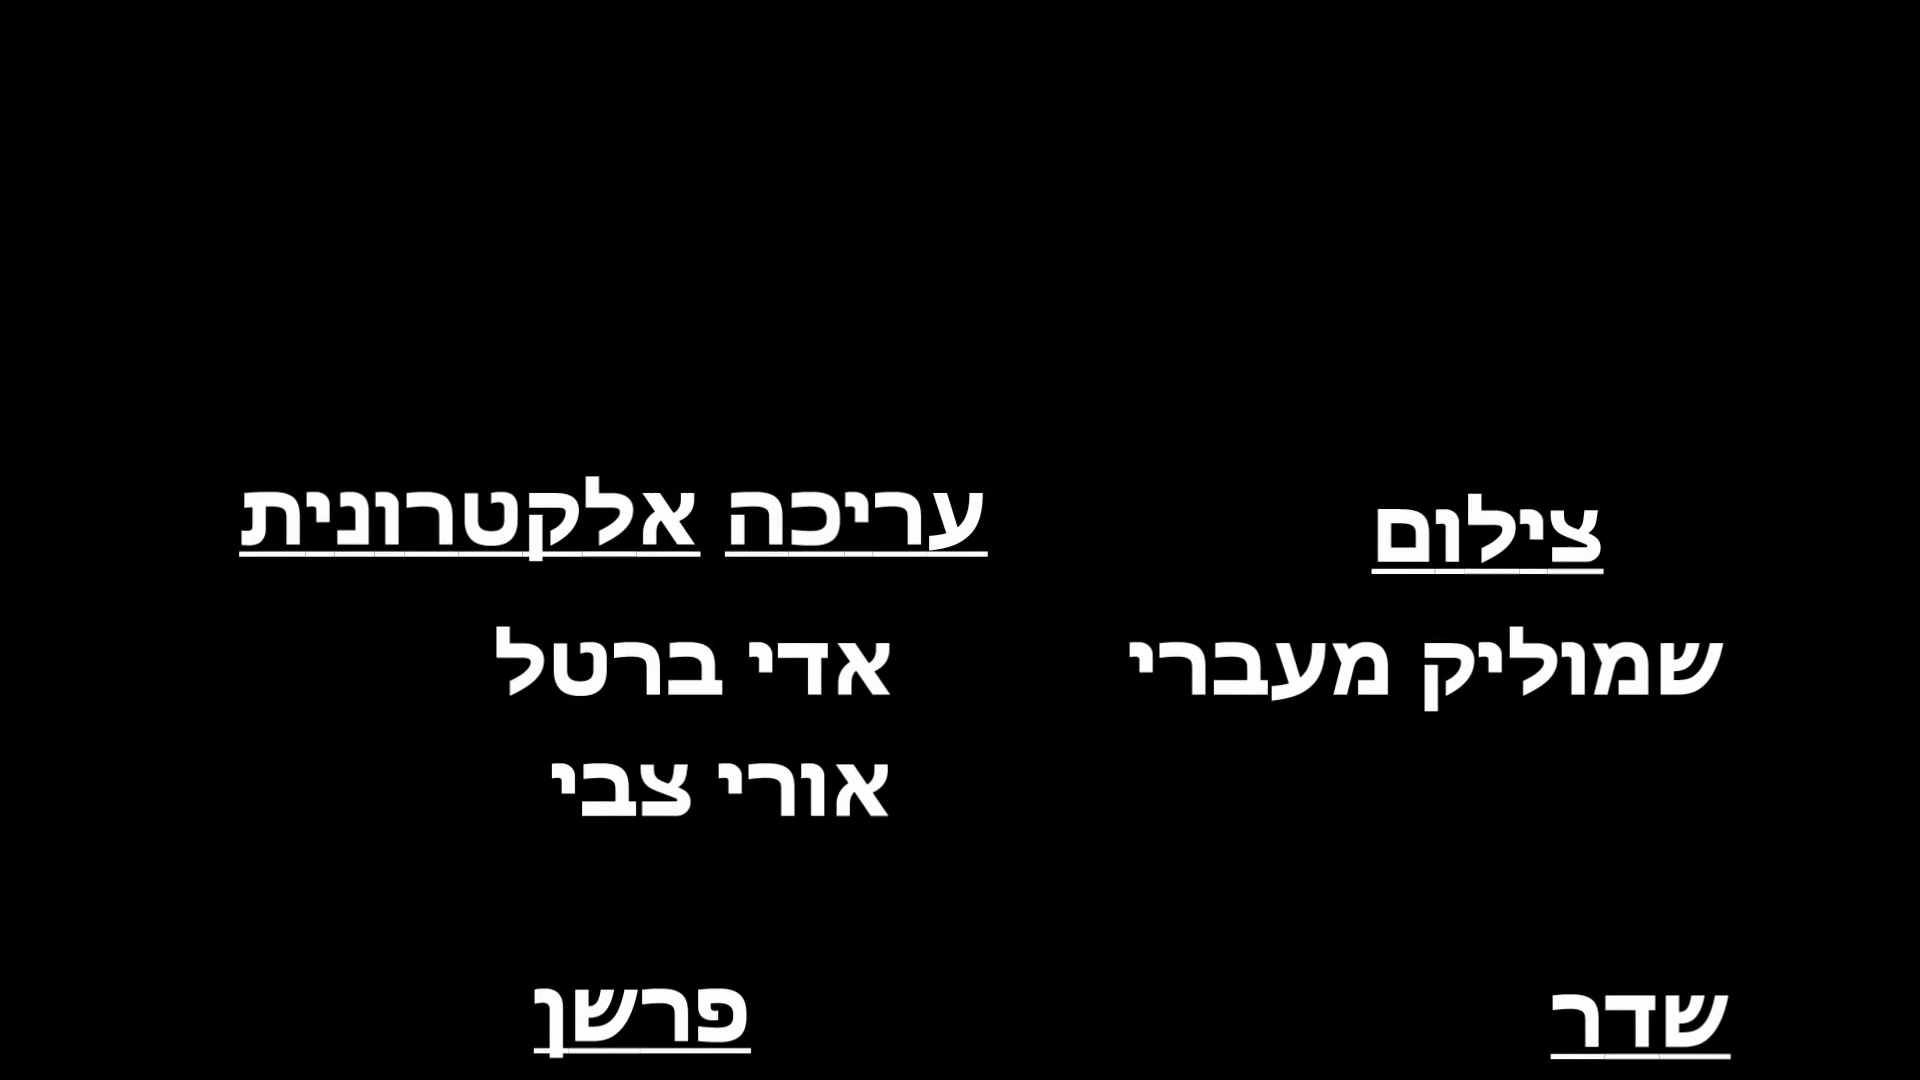 צילום
שמוליק מעברי
עריכה אלקטרונית
אדי ברטל
אורי צבי
שדר
פרשן